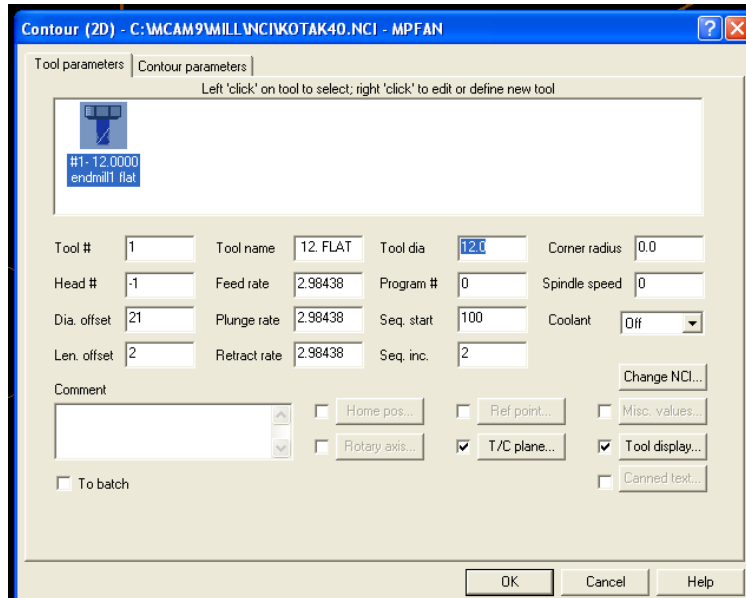 Contour (2D) - C:\MCAM9\MILL\NCI\KOTAK40.NCI - MPFAN
Tool parameters Contour parameters
Left 'click' on tool to select; right 'click' to edit or define new tool
#1- 12.0000
endmill1 flat
Tool # 1 Tool name 12. FLAT Tool dia 12.0 Corner radius 0.0
Head # -1 Feed rate 2.98438 Program # 0 Spindle speed 0
Dia. offset 21 Plunge rate 2.98438 Seq. start 100 Coolant Off
Len. offset 2 Retract rate 2.98438 Seq. inc. 2
Change NCI...
Comment
Home pos... Ref point... Misc. values...
Rotary axis... T/C plane... Tool display...
To batch Canned text...
OK Cancel Help